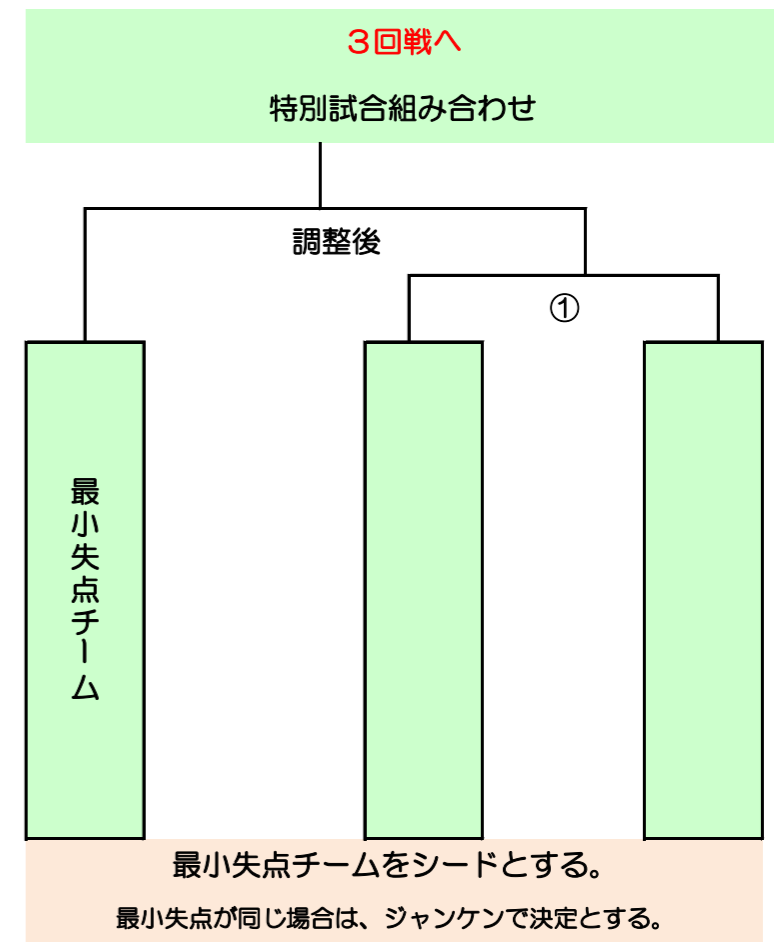 ３回戦へ
特別試合組み合わせ
調整後
①
最小失点チーム
最小失点チームをシードとする。
最小失点が同じ場合は、ジャンケンで決定とする。